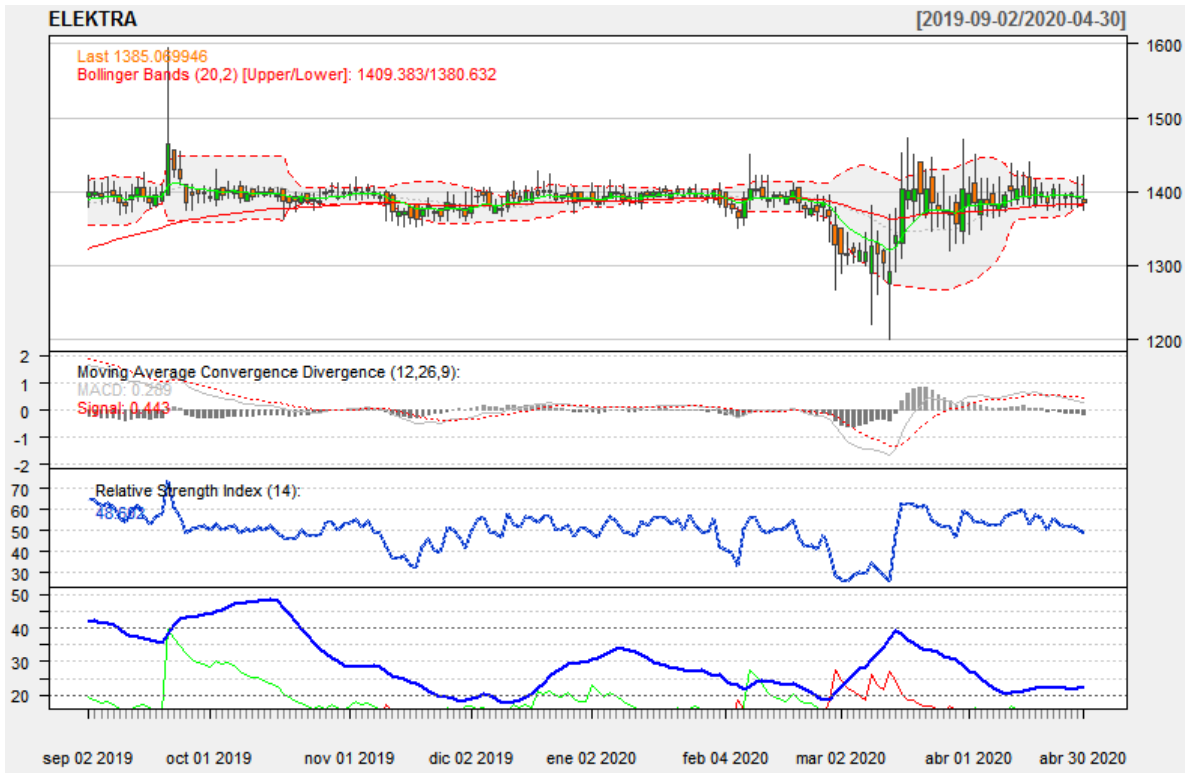 ELEKTRA [2019-09-02/2020-04-30]
Last 1385.069946
Bollinger Bands (20,2) [Upper/Lower]: 1409.383/1380.632
1600
1500
1400
1300
1200
Moving Average Convergence Divergence (12,26,9):
MACD: 0.289
Signal: 0.443
2
1
0
-1
-2
Relative Strength Index (14):
70
60
50
40
30
50
40
30
20
sep 02 2019 oct 01 2019 nov 01 2019 dic 02 2019 ene 02 2020 feb 04 2020 mar 02 2020 abr 01 2020 abr 30 2020